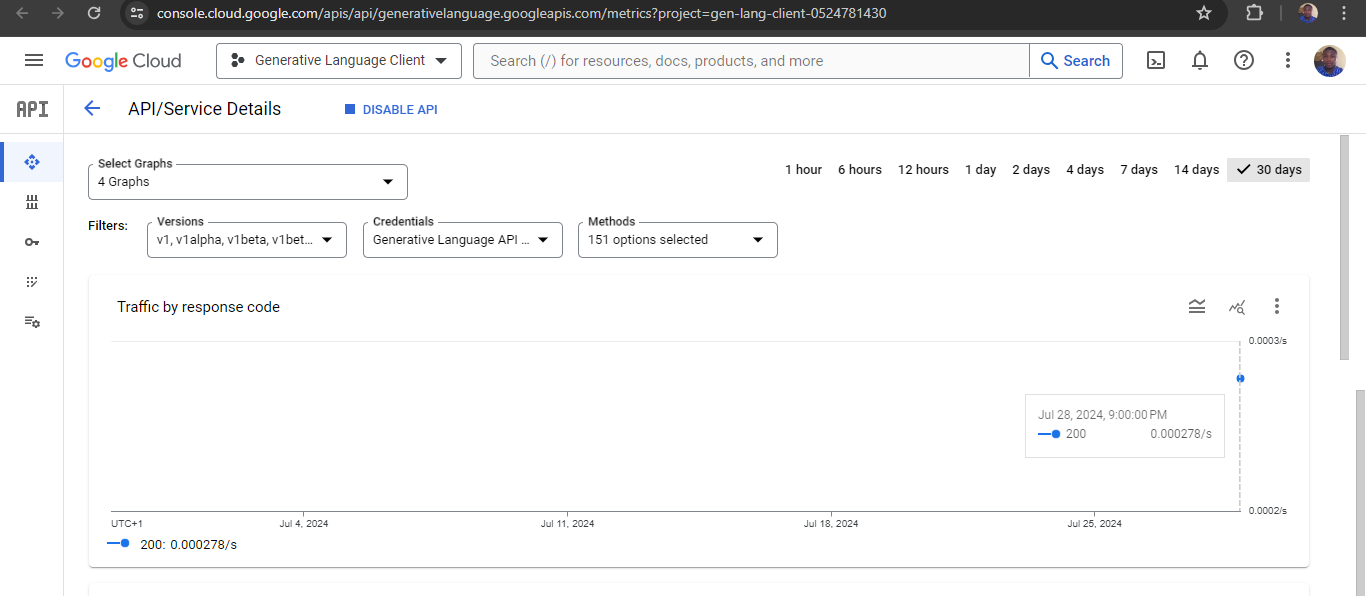 console.cloud.google.com/apis/api/generativelanguage.googleapis.com/metrics?project=gen-lang-client-0524781430
Google Cloud
Generative Language Client
Search (/) for resources, docs, products, and more
Search
API
API/Service Details
DISABLE API
Select Graphs
4 Graphs
1 hour 6 hours 12 hours 1 day 2 days 4 days 7 days 14 days 30 days
Filters:
Versions
v1, v1alpha, v1beta, v1bet...
Credentials
Generative Language API ...
Methods
151 options selected
Traffic by response code
0.0003/s
Jul 28, 2024, 9:00:00 PM
200 0.000278/s
0.0002/s
UTC+1 Jul 4, 2024 Jul 11, 2024 Jul 18, 2024 Jul 25, 2024
200: 0.000278/s